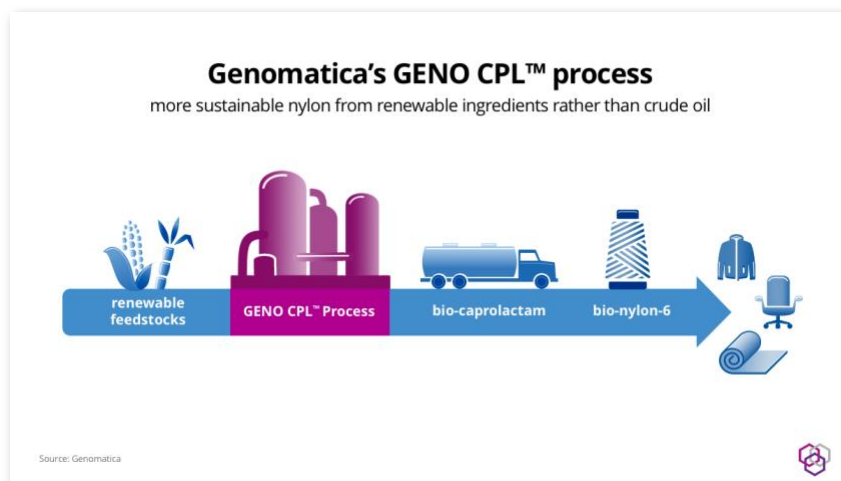 Genomatica's GENO CPL™ process
more sustainable nylon from renewable ingredients rather than crude oil
renewable
feedstocks
GENO CPL™ Process
bio-caprolactam
bio-nylon-6
Source: Genomatica